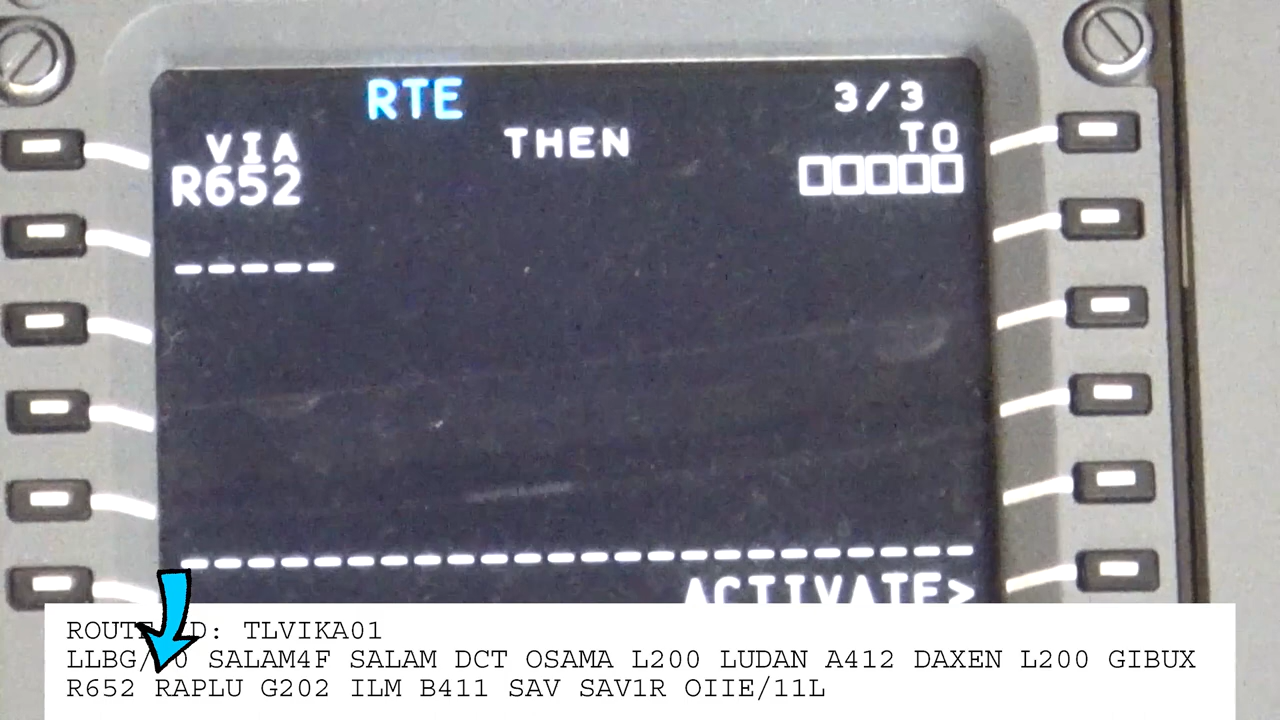 RTE 3/3
VIA THEN TO
R652
ACTIVATE>
LLBG/ SALAM4F SALAM DCT OSAMA L200 LUDAN A412 DAXEN L200 GIBUX
R652 RAPLU G202 ILM B411 SAV SAV1R OIIE/11L
ROUTE D: TLVIKA01